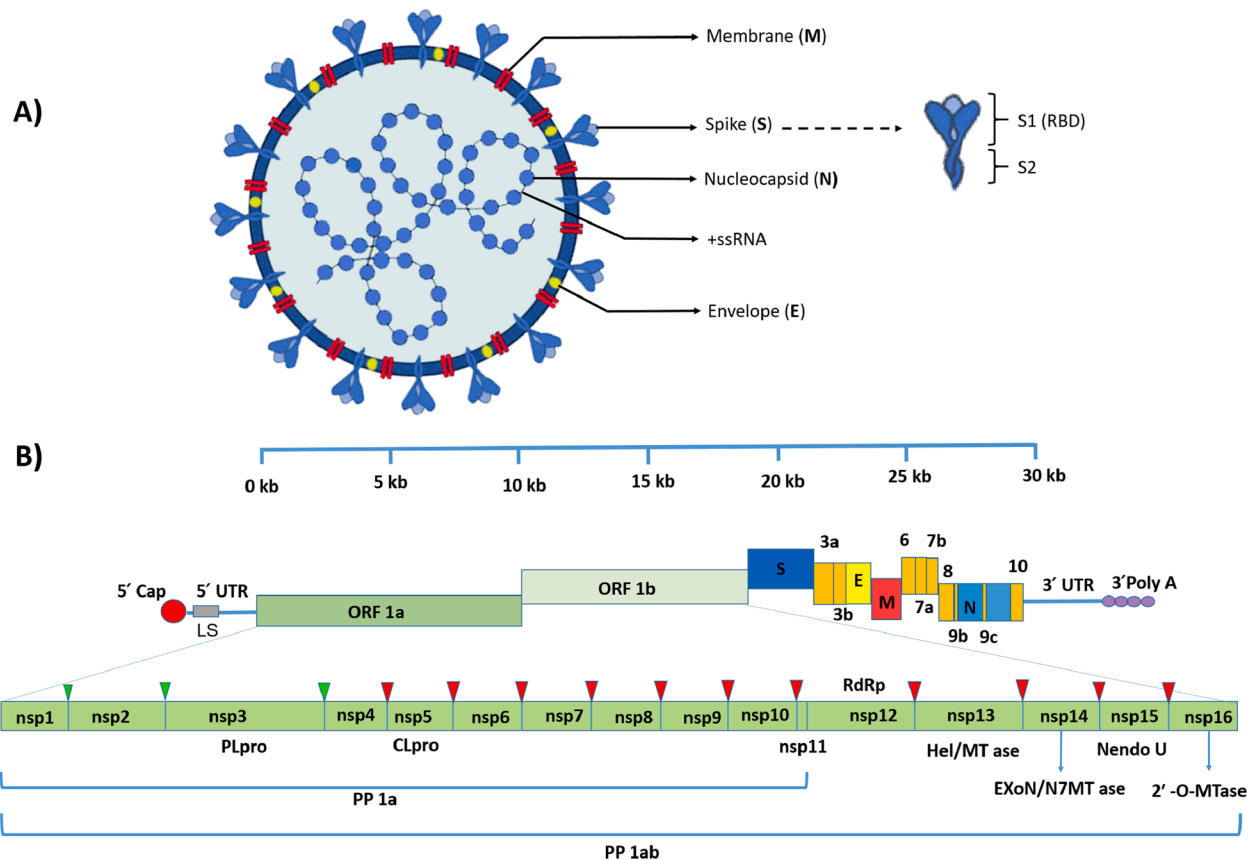 A)
Membrane (M)
Spike (S)
S1 (RBD)
S2
Nucleocapsid (N)
+ssRNA
Envelope (E)
B)
0 kb 5 kb 10 kb 15 kb 20 kb 25 kb 30 kb
3a 6 7b
5´ Cap 5´ UTR ORF 1a ORF 1b S E M 8 N 10 3´ UTR 3´Poly A
LS 3b 7a 9b 9c
RdRp
nsp1 nsp2 nsp3 nsp4 nsp5 nsp6 nsp7 nsp8 nsp9 nsp10 nsp12 nsp13 nsp14 nsp15 nsp16
PLpro CLpro nsp11 Hel/MT ase Nendo U
EXoN/N7MT ase 2’ -O-MTase
PP 1a
PP 1ab